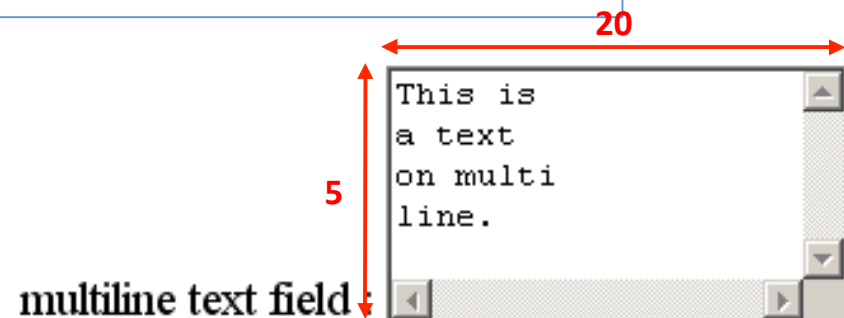 20
This is
a text
on multi
line.
5
multiline text field :